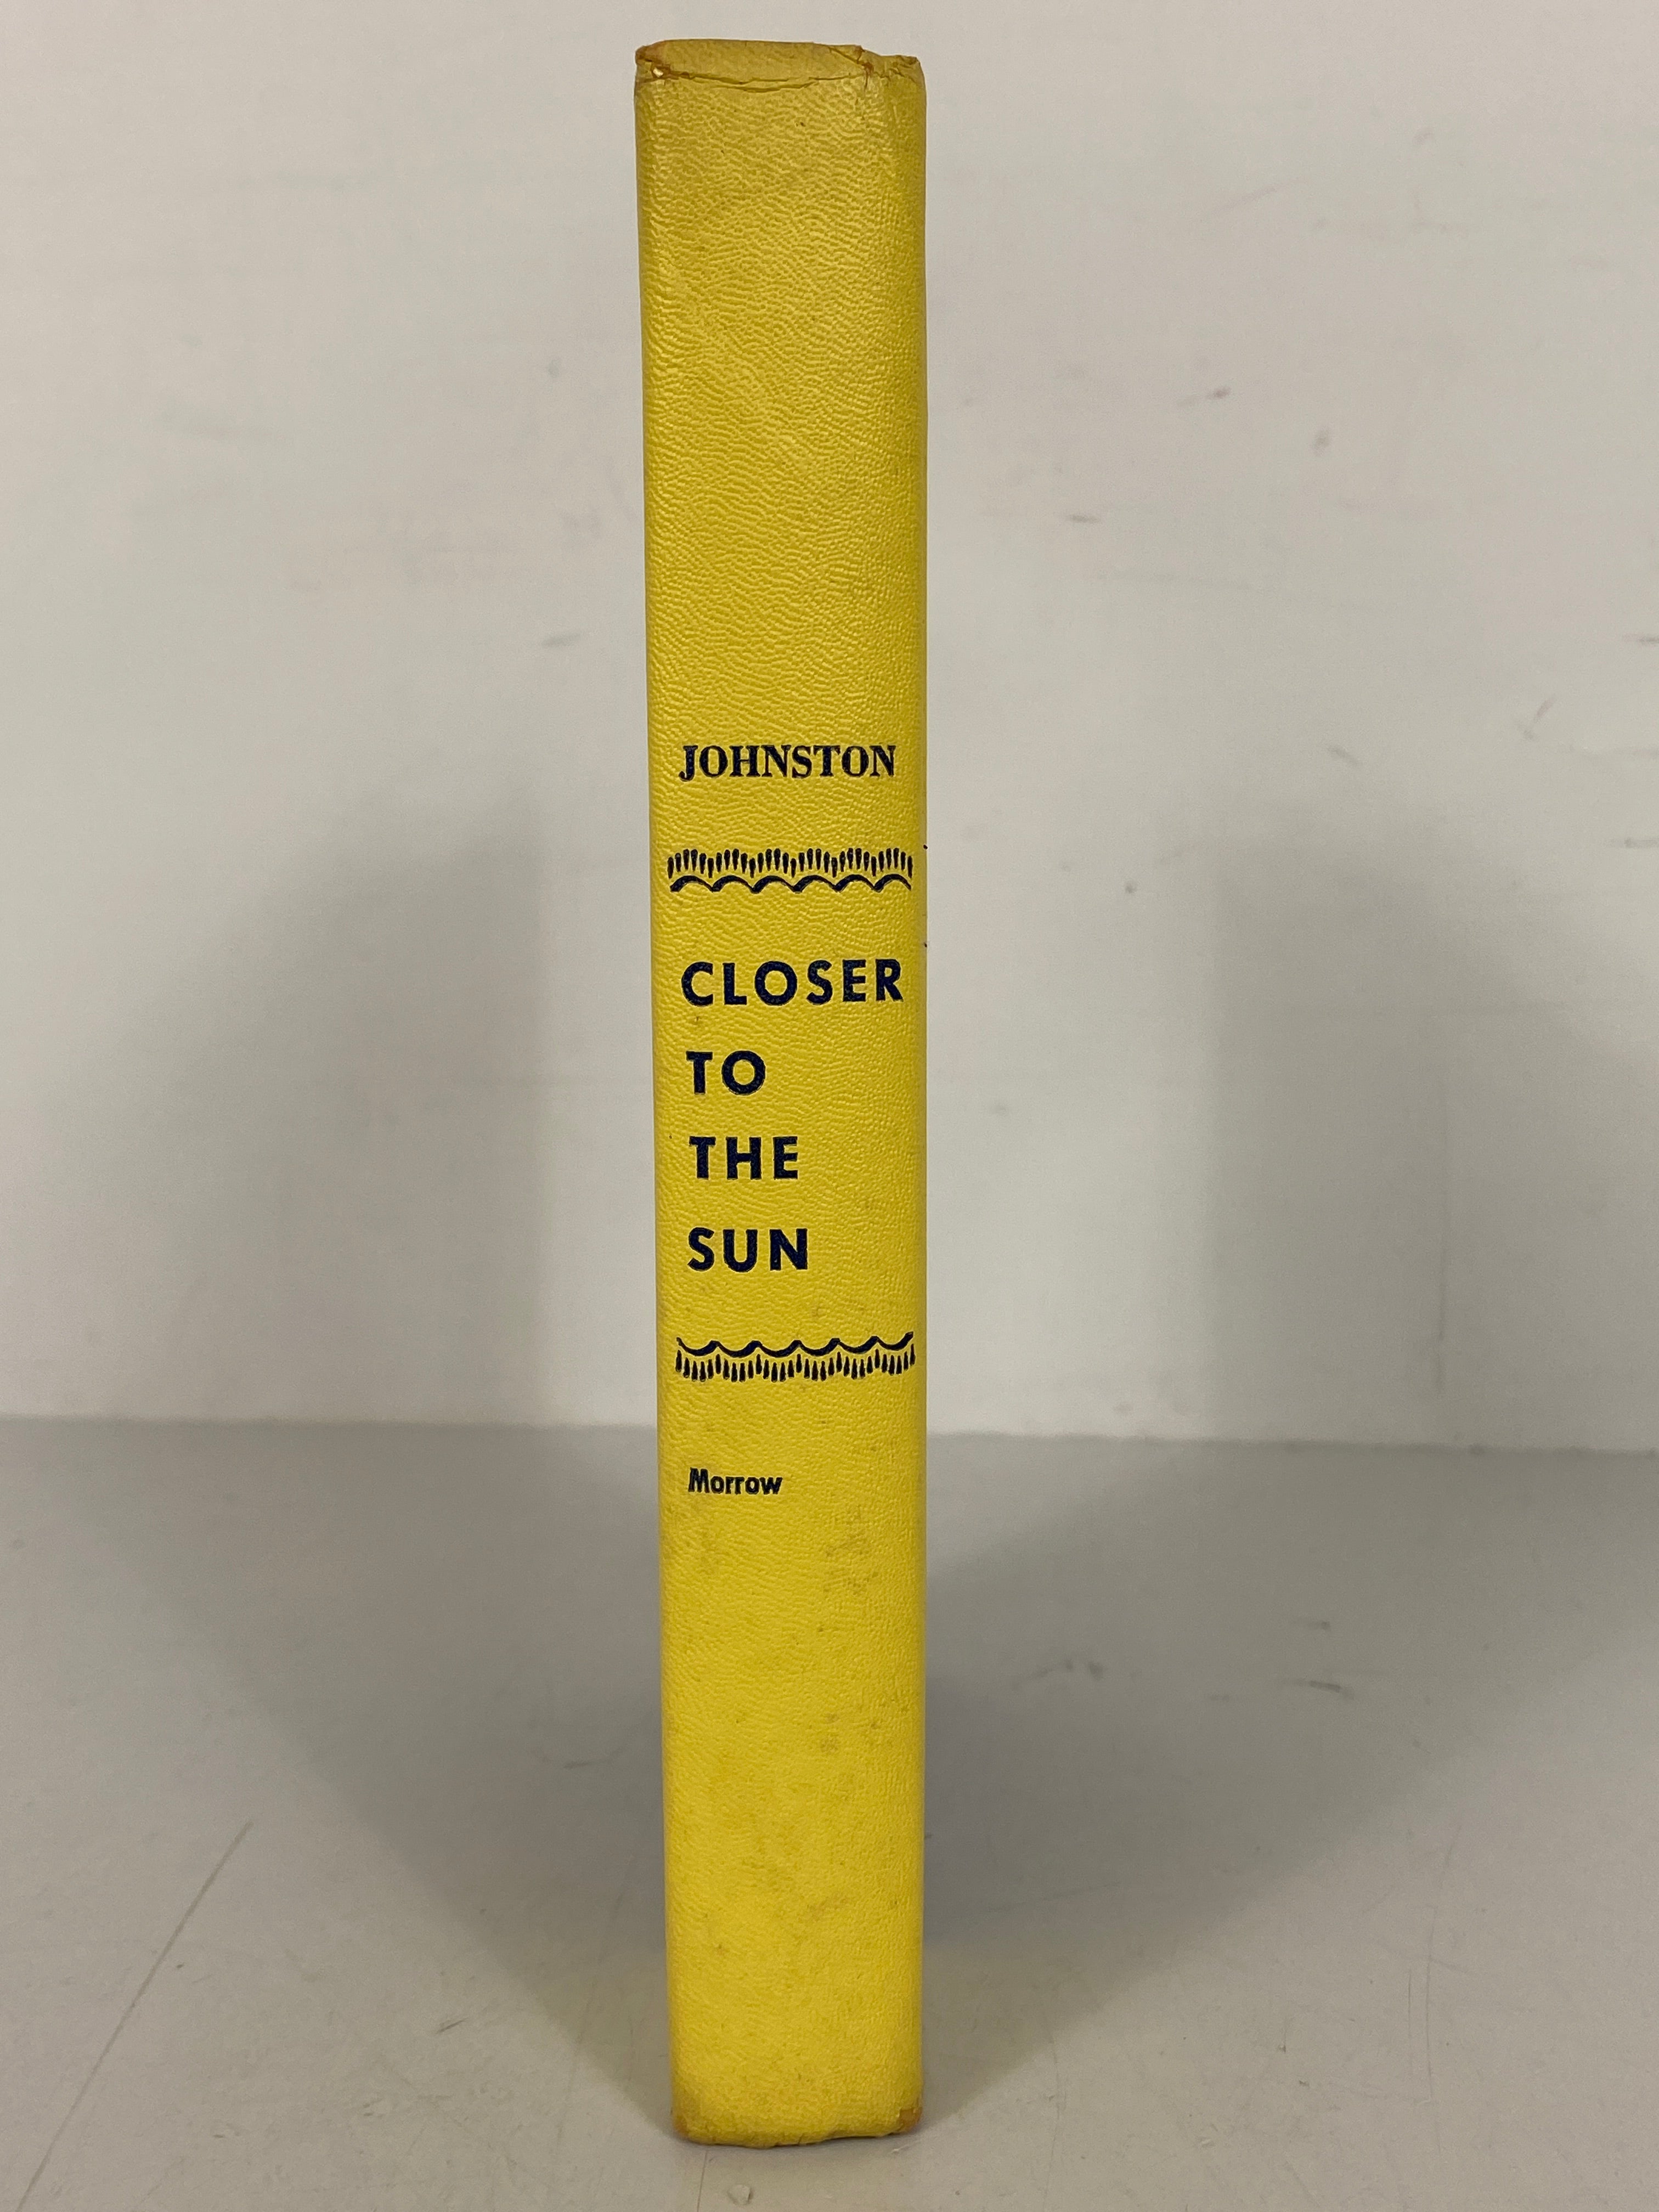 JOHNSTON
CLOSER
TO
THE
SUN
Morrow